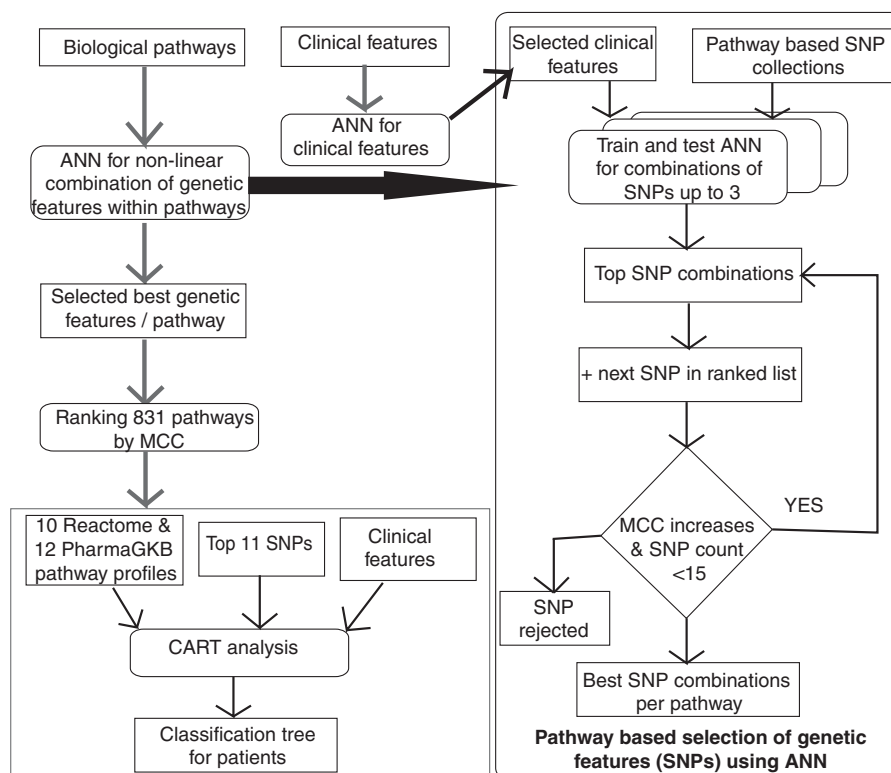 Biological pathways
Clinical features
Selected clinical
features
Pathway based SNP
collections
ANN for
clinical features
ANN for non-linear
combination of genetic
features within pathways
Train and test ANN
for combinations of
SNPs up to 3
Selected best genetic
features / pathway
Top SNP combinations
+ next SNP in ranked list
Ranking 831 pathways
by MCC
YES
MCC increases
& SNP count
<15
10 Reactome &
12 PharmaGKB
pathway profiles
Top 11 SNPs
Clinical
features
SNP
rejected
CART analysis
Best SNP combinations
per pathway
Classification tree
for patients
Pathway based selection of genetic
features (SNPs) using ANN